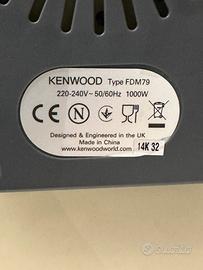 KENWOOD Type FDM79
220-240V~ 50/60Hz 1000W
Designed & Engineered in the UK
Made in China
www.kenwoodworld.com
14K 32
subito